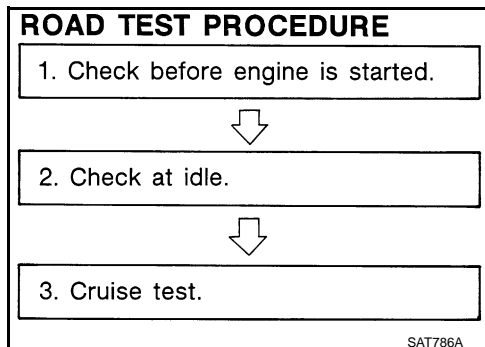 ROAD TEST PROCEDURE
1. Check before engine is started.
2. Check at idle.
3. Cruise test.
SAT786A